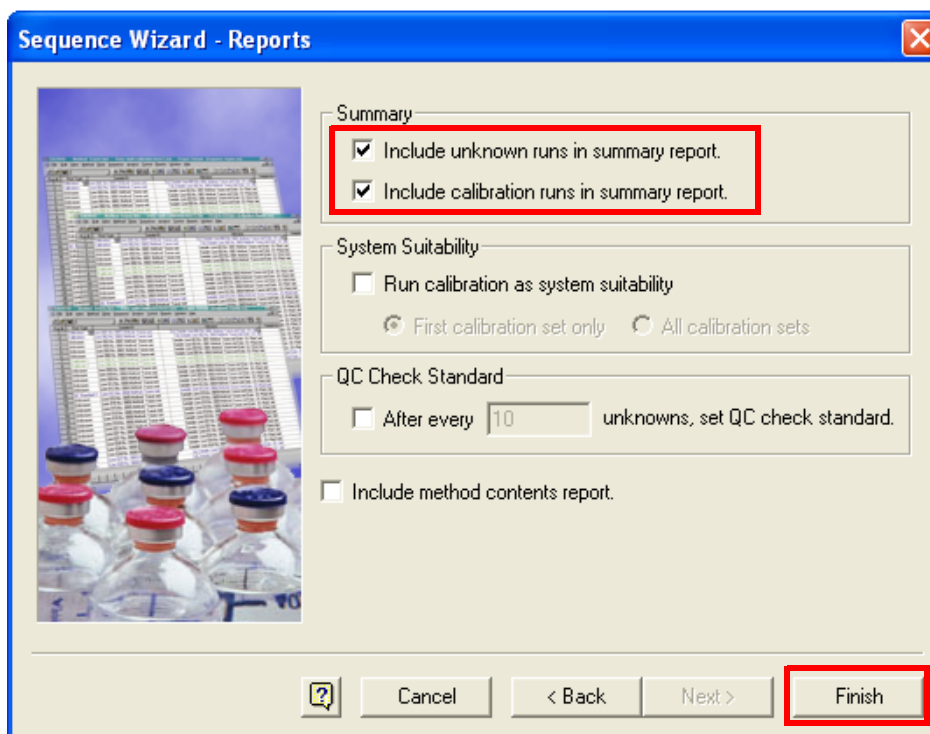 Sequence Wizard - Reports
Summary
Include unknown runs in summary report.
Include calibration runs in summary report.
System Suitability
Run calibration as system suitability
First calibration set only All calibration sets
QC Check Standard
After every 10 unknowns, set QC check standard.
Include method contents report.
Cancel < Back Next > Finish